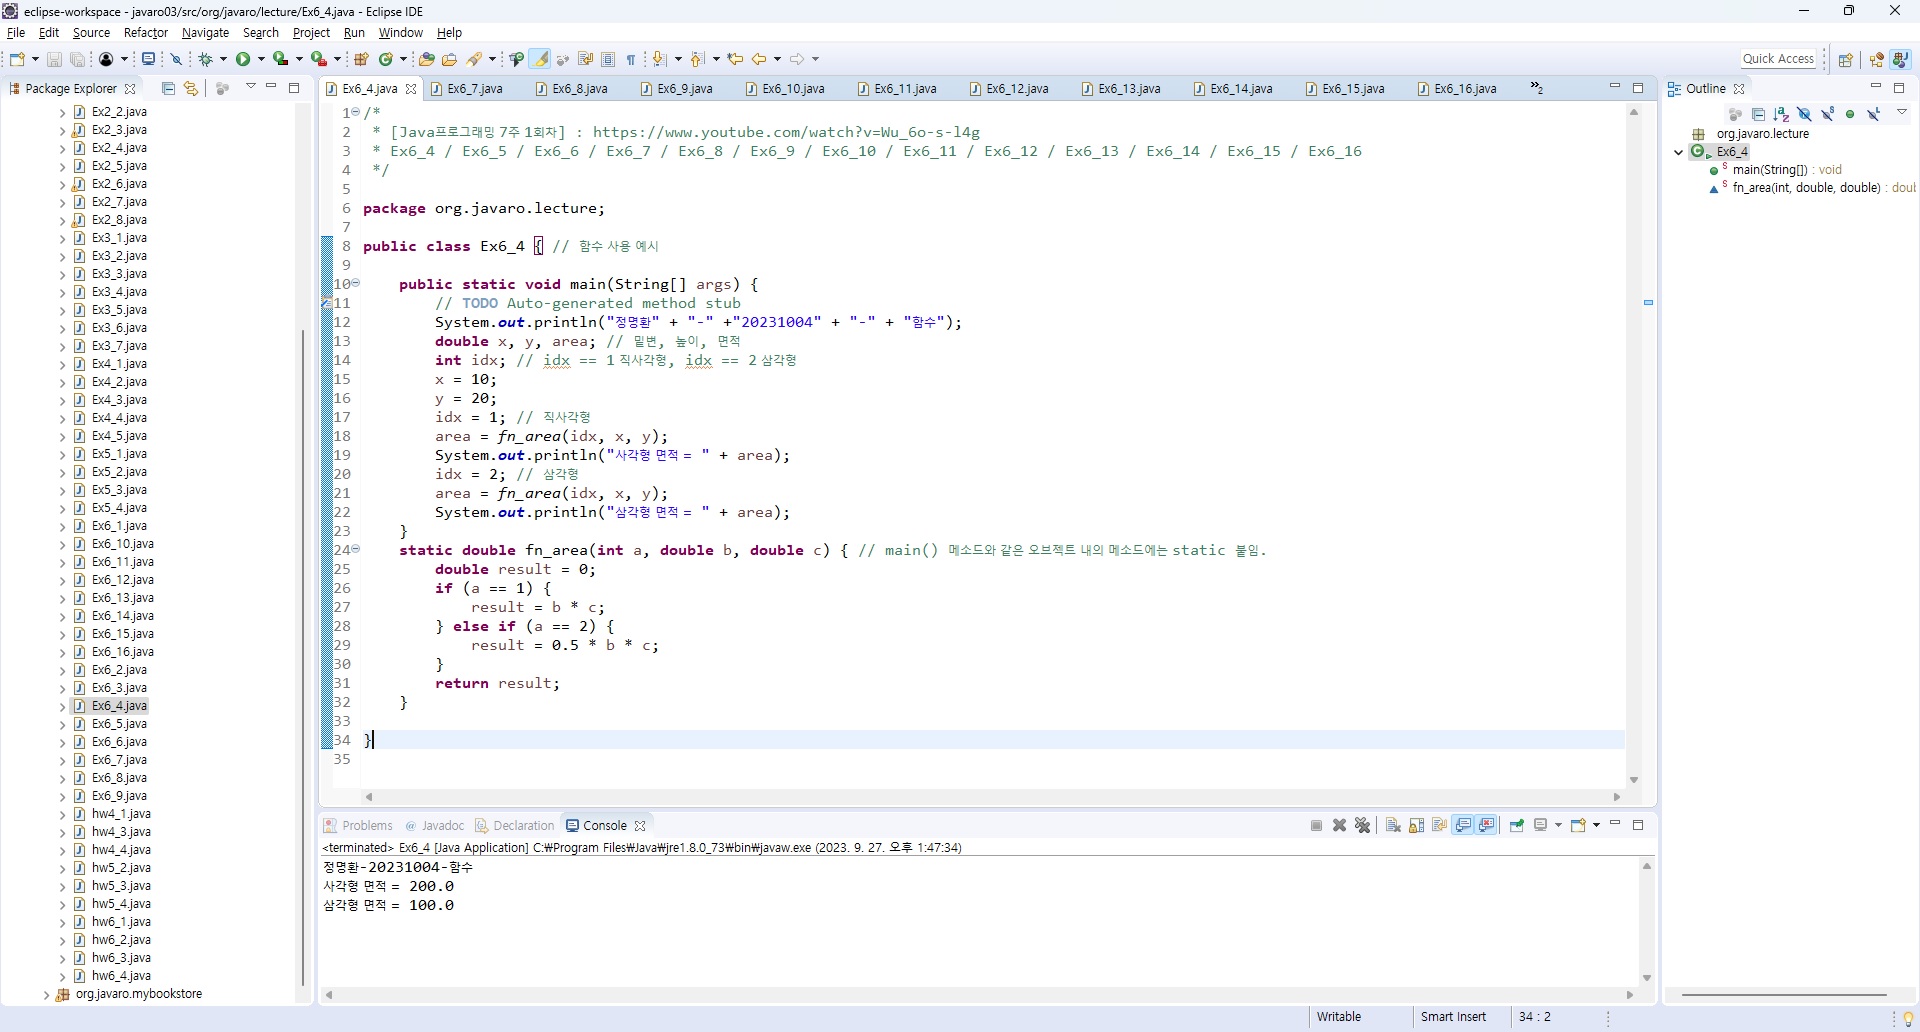 eclipse-workspace - javaro03/src/org/javaro/lecture/Ex6_4.java - Eclipse IDE
File Edit Source Refactor Navigate Search Project Run Window Help
Quick Access
Package Explorer
Ex2_2.java
Ex2_3.java
Ex2_4.java
Ex2_5.java
Ex2_6.java
Ex2_7.java
Ex2_8.java
Ex3_1.java
Ex3_2.java
Ex3_3.java
Ex3_4.java
Ex3_5.java
Ex3_6.java
Ex3_7.java
Ex4_1.java
Ex4_2.java
Ex4_3.java
Ex4_4.java
Ex4_5.java
Ex5_1.java
Ex5_2.java
Ex5_3.java
Ex5_4.java
Ex6_1.java
Ex6_10.java
Ex6_11.java
Ex6_12.java
Ex6_13.java
Ex6_14.java
Ex6_15.java
Ex6_16.java
Ex6_2.java
Ex6_3.java
Ex6_4.java
Ex6_5.java
Ex6_6.java
Ex6_7.java
Ex6_8.java
Ex6_9.java
hw4_1.java
hw4_3.java
hw4_4.java
hw5_2.java
hw5_3.java
hw5_4.java
hw6_1.java
hw6_2.java
hw6_3.java
hw6_4.java
org.javaro.mybookstore
Ex6_4.java Ex6_7.java Ex6_8.java Ex6_9.java Ex6_10.java Ex6_11.java Ex6_12.java Ex6_13.java Ex6_14.java Ex6_15.java Ex6_16.java »2
1 /*
2 * [Java프로그래밍 7주 1회차] : https://www.youtube.com/watch?v=Wu_6o-s-l4g
3 * Ex6_4 / Ex6_5 / Ex6_6 / Ex6_7 / Ex6_8 / Ex6_9 / Ex6_10 / Ex6_11 / Ex6_12 / Ex6_13 / Ex6_14 / Ex6_15 / Ex6_16
4 */
5
6 package org.javaro.lecture;
7
8 public class Ex6_4 { // 함수 사용 예시
9
10 public static void main(String[] args) {
11 // TODO Auto-generated method stub
12 System.out.println("정명환" + "-" +"20231004" + "-" + "함수");
13 double x, y, area; // 밑변, 높이, 면적
14 int idx; // idx == 1 직사각형, idx == 2 삼각형
15 x = 10;
16 y = 20;
17 idx = 1; // 직사각형
18 area = fn_area(idx, x, y);
19 System.out.println("사각형 면적 = " + area);
20 idx = 2; // 삼각형
21 area = fn_area(idx, x, y);
22 System.out.println("삼각형 면적 = " + area);
23 }
24 static double fn_area(int a, double b, double c) { // main() 메소드와 같은 오브젝트 내의 메소드에는 static 붙임.
25 double result = 0;
26 if (a == 1) {
27 result = b * c;
28 } else if (a == 2) {
29 result = 0.5 * b * c;
30 }
31 return result;
32 }
33
34 }
35
Problems Javadoc Declaration Console
<terminated> Ex6_4 [Java Application] C:₩Program Files₩Java₩jre1.8.0_73₩bin₩javaw.exe (2023. 9. 27. 오후 1:47:34)
정명환-20231004-함수
사각형 면적 = 200.0
삼각형 면적 = 100.0
Outline
org.javaro.lecture
Ex6_4
main(String[]) : void
fn_area(int, double, double) : doul
Writable Smart Insert 34 : 2